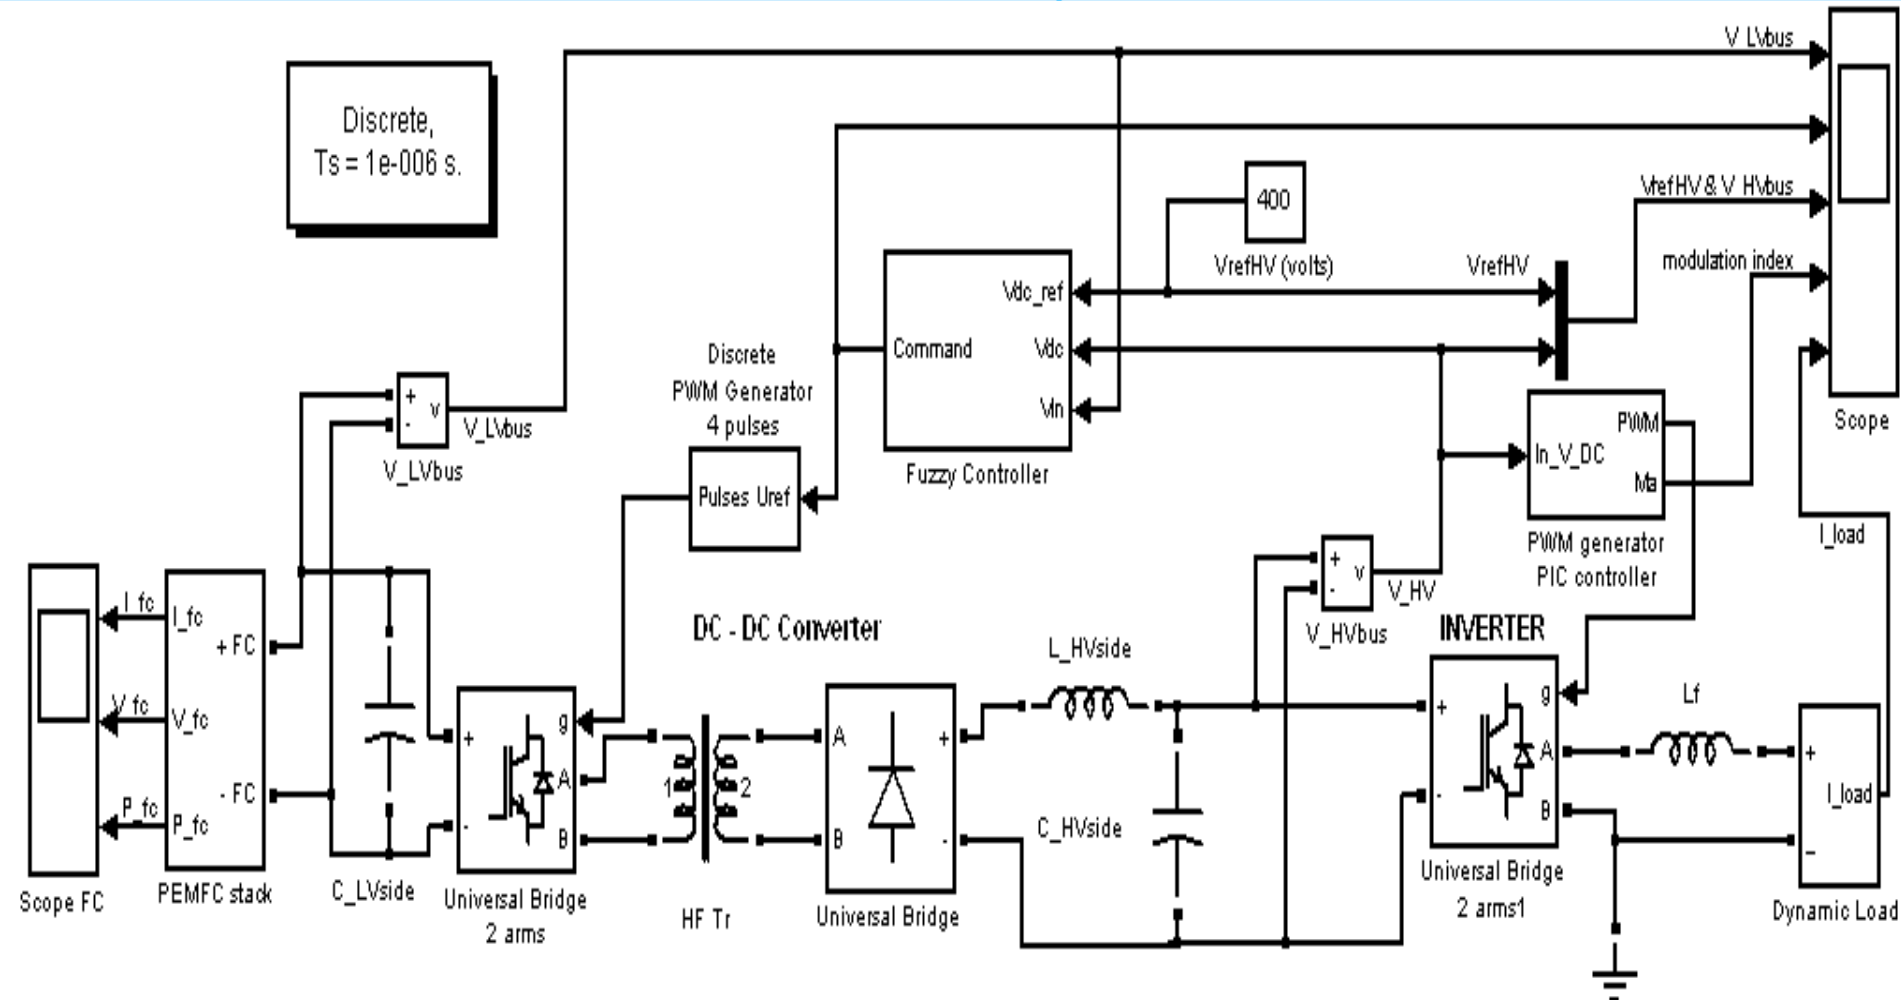 V_LVbus
Discrete,
Ts = 1e-006 s.
400
VrefHV (volts)
VrefHV & V_HVbus
VrefHV
modulation index
Vdc_ref
Command
Vdc
Vin
Fuzzy Controller
Discrete
PWM Generator
4 pulses
Pulses Uref
+
-
v
V_LVbus
V_LVbus
PWM
In_V_DC
Ma
PWM generator
PIC controller
Scope
I_load
+
-
v
V_HV
V_HVbus
I_fc
I_fc
+ FC
V_fc
V_fc
- FC
P_fc
P_fc
Scope FC
PEMFC stack
C_LVside
DC - DC Converter
+
-
g
A
B
Universal Bridge
2 arms
1
2
HF Tr
A
B
+
-
Universal Bridge
L_HVside
C_HVside
INVERTER
+
-
g
A
B
Universal Bridge
2 arms1
Lf
+
I_load
-
Dynamic Load